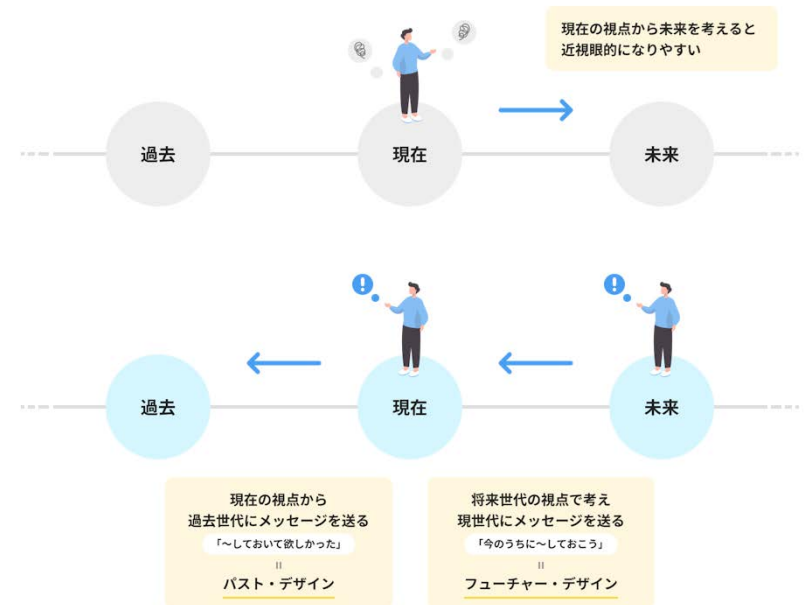 現在の視点から未来を考えると
近視眼的になりやすい
過去
現在
未来
過去
現在
未来
現在の視点から
過去世代にメッセージを送る
「〜しておいて欲しかった」
=
パスト・デザイン
将来世代の視点で考え
現世代にメッセージを送る
「今のうちに〜しておこう」
=
フューチャー・デザイン